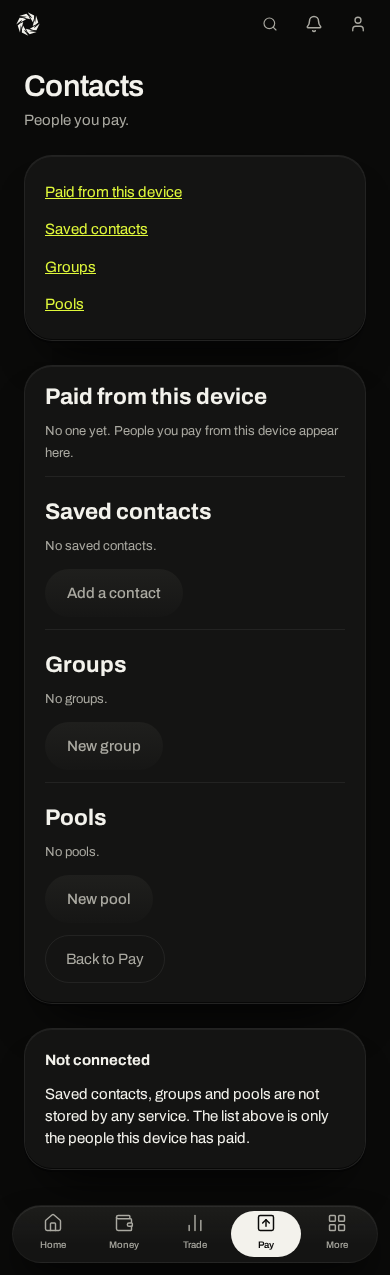 Contacts
People you pay.
Paid from this device
Saved contacts
Groups
Pools
Paid from this device
No one yet. People you pay from this device appear
here.
Saved contacts
No saved contacts.
Add a contact
Groups
No groups.
New group
Pools
No pools.
New pool
Back to Pay
Not connected
Saved contacts, groups and pools are not
stored by any service. The list above is only
the people this device has paid.
Home
Money
Trade
Pay
More